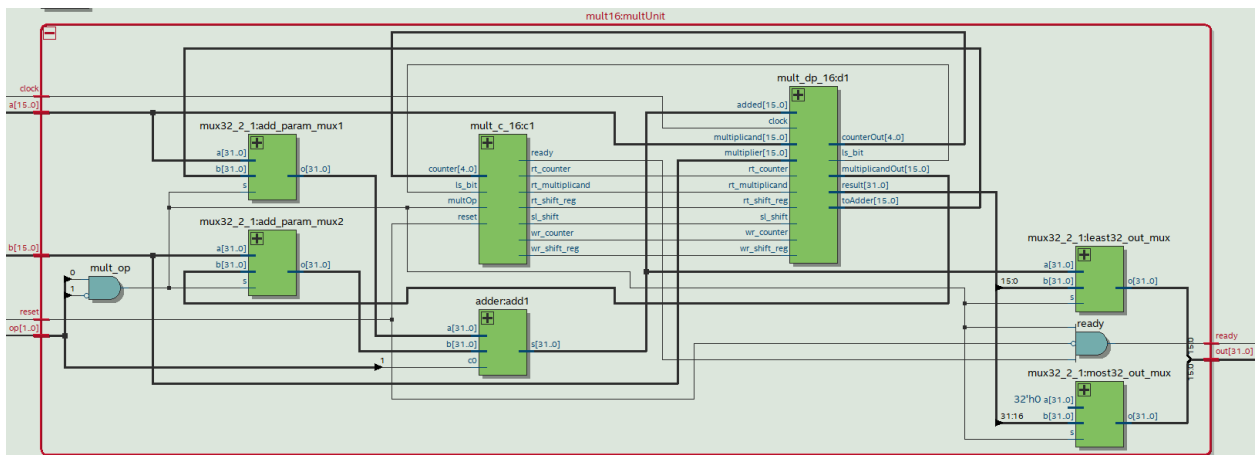 mult16:multUnit
clock
a[15..0]
b[15..0]
reset
op[1..0]
mult_op
0
1
mux32_2_1:add_param_mux1
a[31..0]
b[31..0]
s
o[31..0]
mux32_2_1:add_param_mux2
a[31..0]
b[31..0]
s
o[31..0]
mult_c_16:c1
counter[4..0]
ls_bit
multOp
reset
ready
rt_counter
rt_multiplicand
rt_shift_reg
sl_shift
wr_counter
wr_shift_reg
adder:add1
a[31..0]
b[31..0]
c0
s[31..0]
1
mult_dp_16:d1
added[15..0]
clock
multiplicand[15..0]
multiplier[15..0]
rt_counter
rt_multiplicand
rt_shift_reg
sl_shift
wr_counter
wr_shift_reg
counterOut[4..0]
ls_bit
multiplicandOut[15..0]
result[31..0]
toAdder[15..0]
mux32_2_1:least32_out_mux
a[31..0]
15:0
b[31..0]
s
o[31..0]
ready
mux32_2_1:most32_out_mux
32'h0
a[31..0]
31:16
b[31..0]
s
o[31..0]
15:0
15:0
ready
out[31..0]